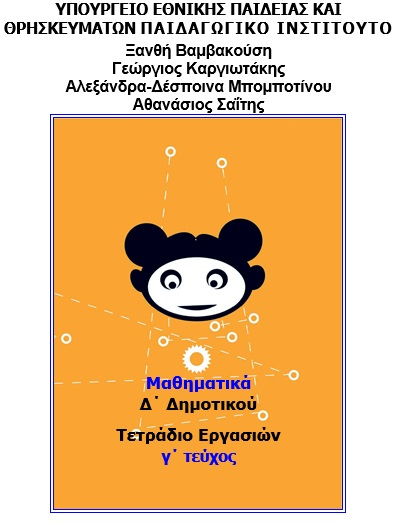 ΥΠΟΥΡΓΕΙΟ ΕΘΝΙΚΗΣ ΠΑΙΔΕΙΑΣ ΚΑΙ
ΘΡΗΣΚΕΥΜΑΤΩΝ ΠΑΙΔΑΓΩΓΙΚΟ ΙΝΣΤΙΤΟΥΤΟ
Ξανθή Βαμβακούση
Γεώργιος Καργιωτάκης
Αλεξάνδρα-Δέσποινα Μπομποτίνου
Αθανάσιος Σαΐτης
Μαθηματικά
Δ΄ Δημοτικού
Τετράδιο Εργασιών
γ΄ τεύχος